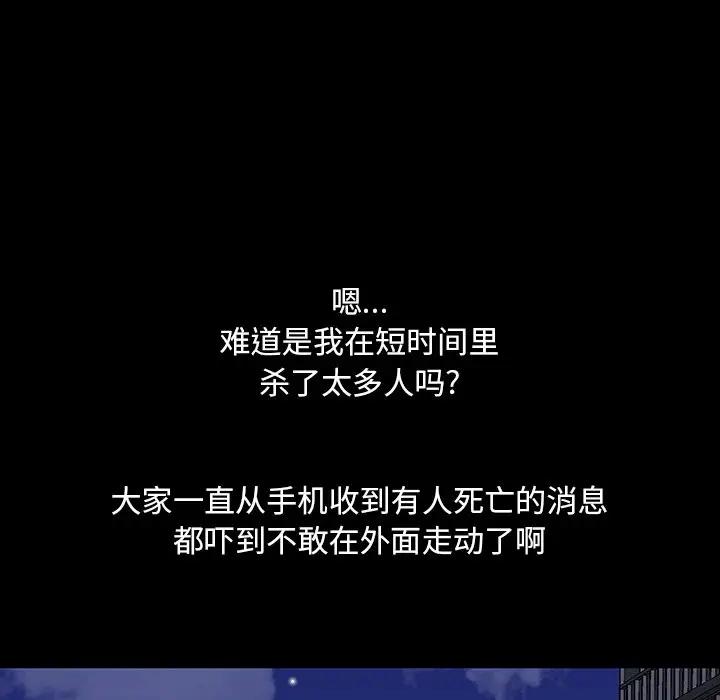 嗯...
难道是我在短时间里
杀了太多人吗?
大家一直从手机收到有人死亡的消息
都吓到不敢在外面走动了啊